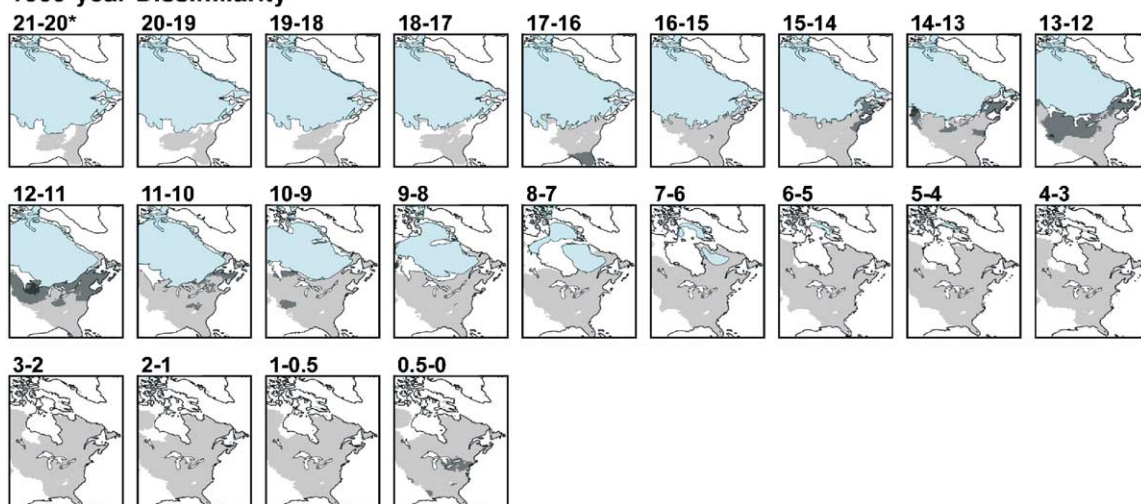 1000-year Dissimilarity
21-20* 20-19 19-18 18-17 17-16 16-15 15-14 14-13 13-12
12-11 11-10 10-9 9-8 8-7 7-6 6-5 5-4 4-3
3-2 2-1 1-0.5 0.5-0